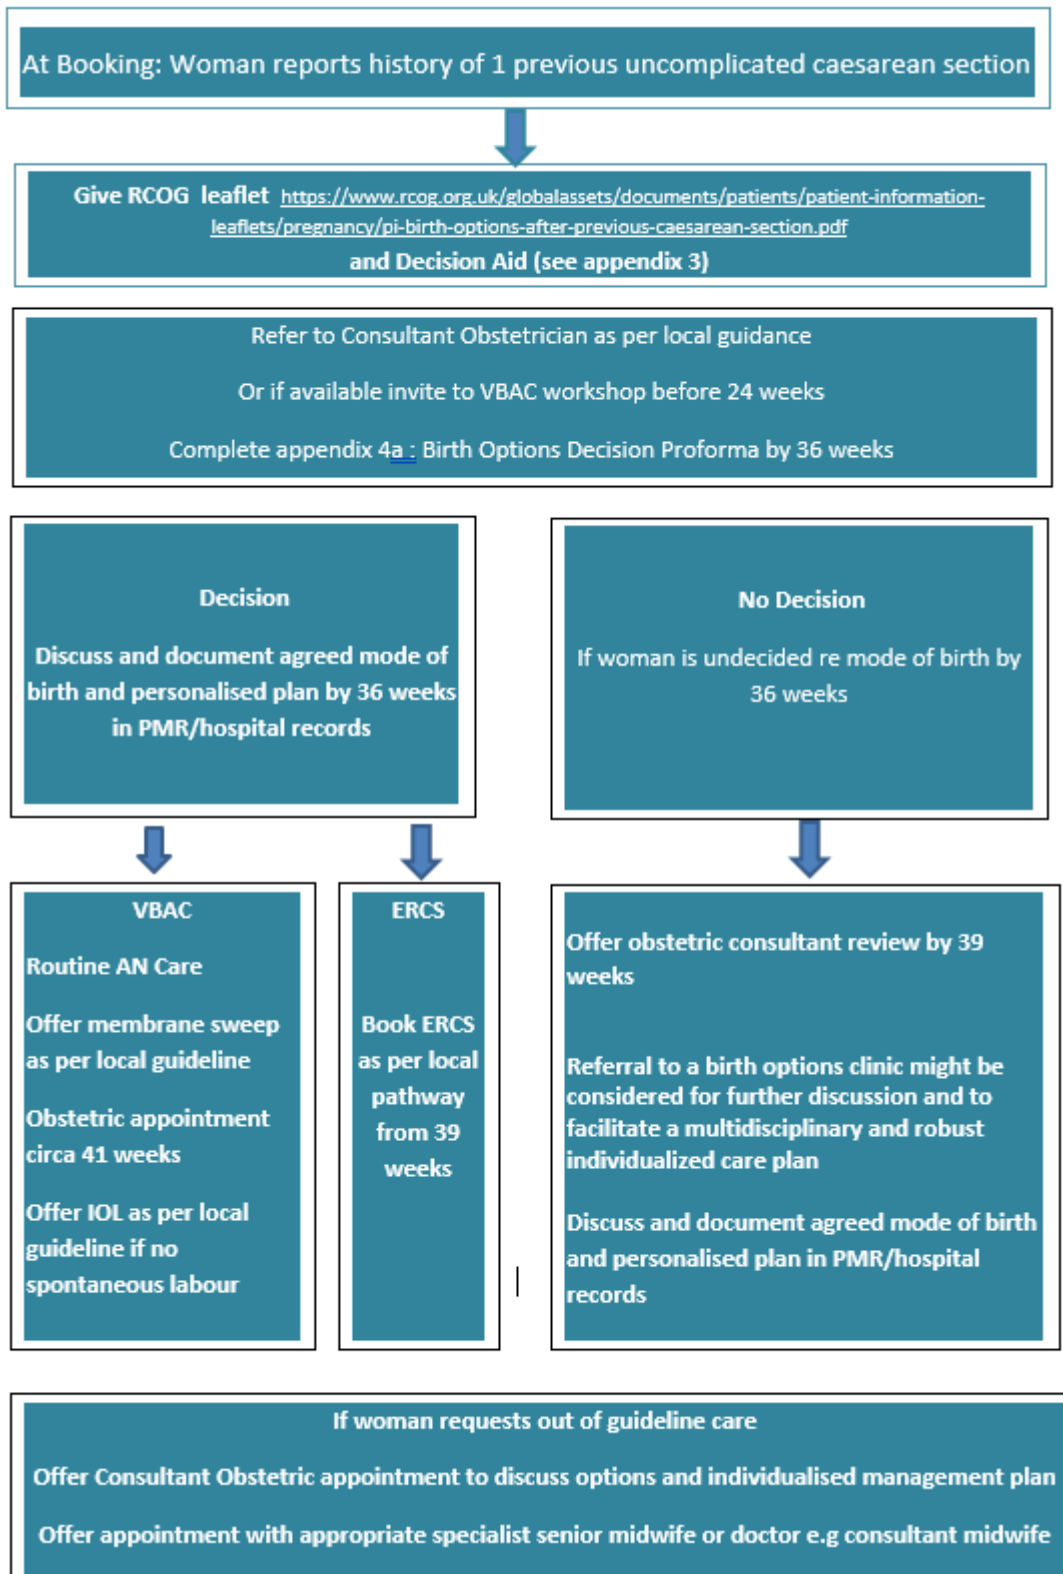 At Booking: Woman reports history of 1 previous uncomplicated caesarean section
Give RCOG leaflet https://www.rcog.org.uk/globalassets/documents/patients/patient-information-
leaflets/pregnancy/pi-birth-options-after-previous-caesarean-section.pdf
and Decision Aid (see appendix 3)
Refer to Consultant Obstetrician as per local guidance
Or if available invite to VBAC workshop before 24 weeks
Complete appendix 4a : Birth Options Decision Proforma by 36 weeks
Decision
Discuss and document agreed mode of
birth and personalised plan by 36 weeks
in PMR/hospital records
No Decision
If woman is undecided re mode of birth by
36 weeks
VBAC
Routine AN Care
Offer membrane sweep
as per local guideline
Obstetric appointment
circa 41 weeks
Offer IOL as per local
guideline if no
spontaneous labour
ERCS
Book ERCS
as per local
pathway
from 39
weeks
Offer obstetric consultant review by 39
weeks
Referral to a birth options clinic might be
considered for further discussion and to
facilitate a multidisciplinary and robust
individualized care plan
Discuss and document agreed mode of birth
and personalised plan in PMR/hospital
records
If woman requests out of guideline care
Offer Consultant Obstetric appointment to discuss options and individualised management plan
Offer appointment with appropriate specialist senior midwife or doctor e.g consultant midwife